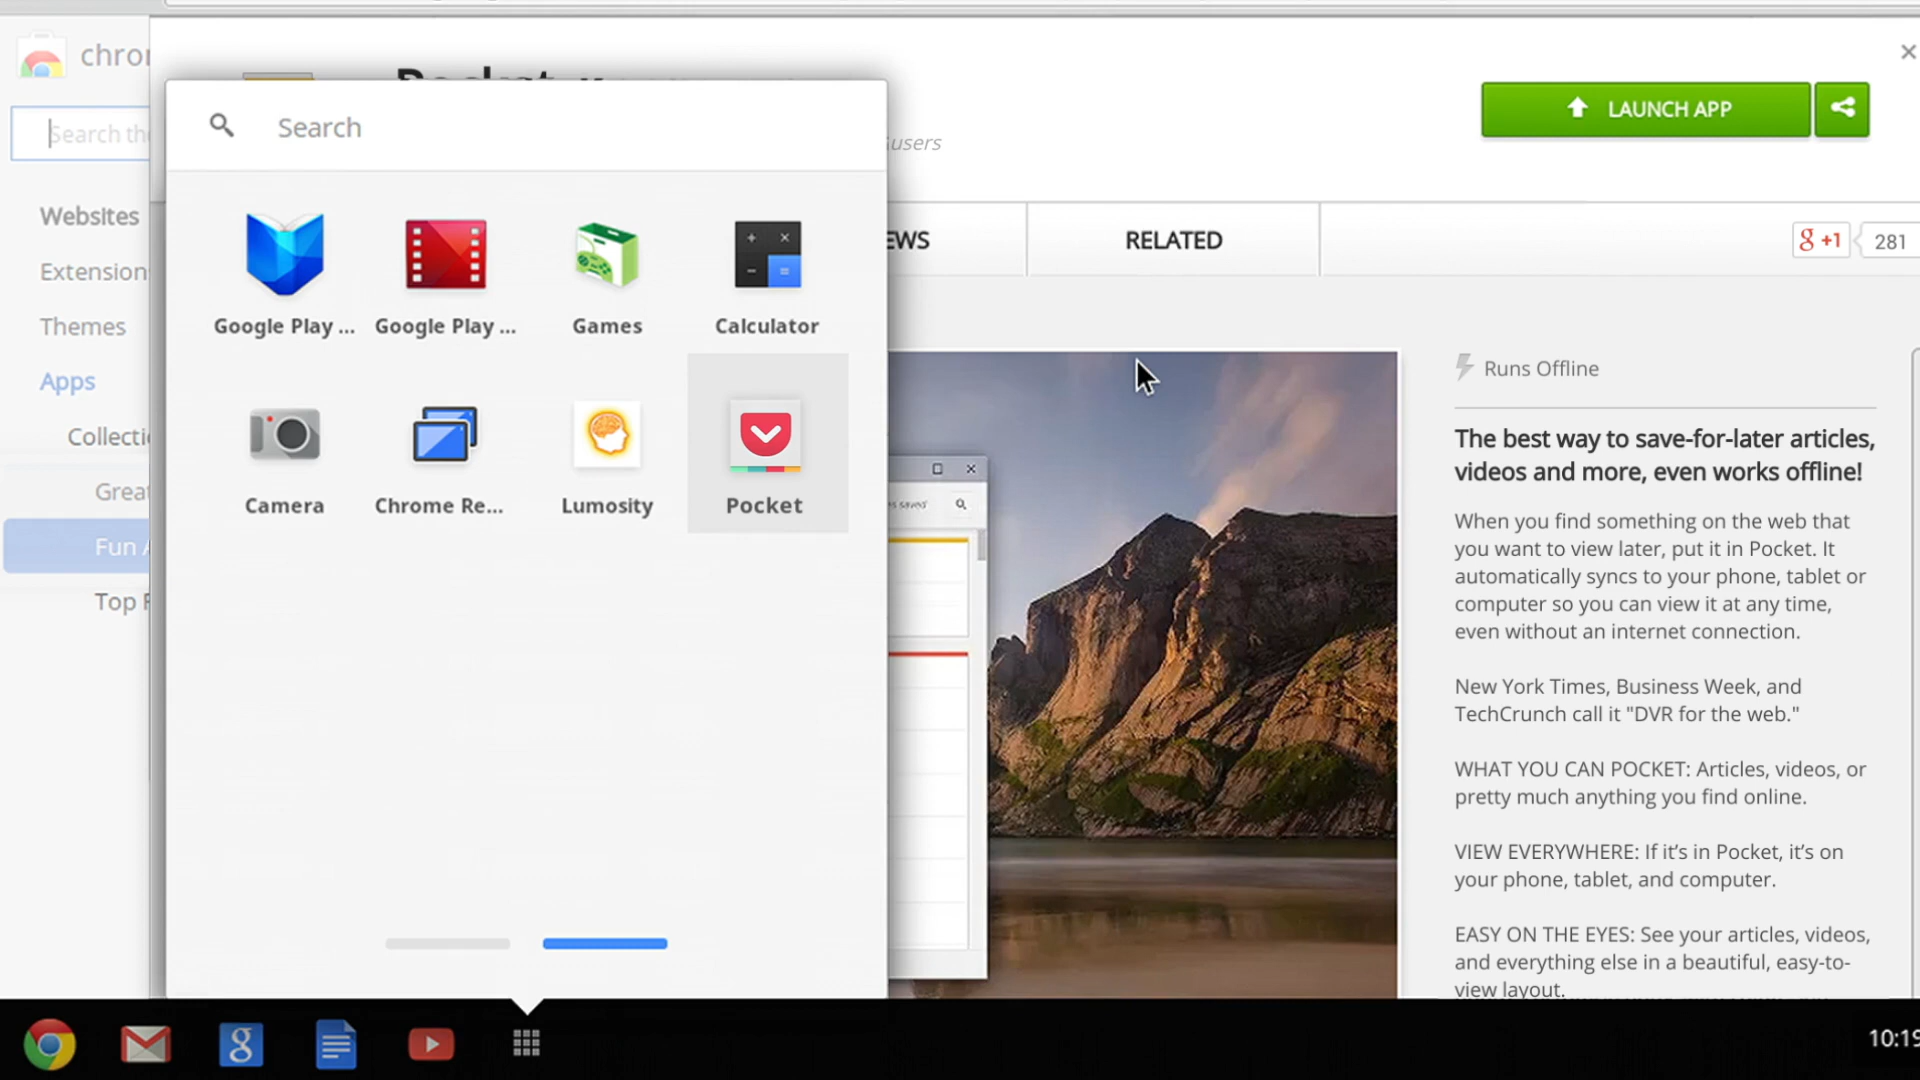 chro
Search the
Websites
Extension
Themes
Apps
Collecti
Great
Fun A
Top F
Search
Google Play ...
Google Play ...
Games
Calculator
Camera
Chrome Re...
Lumosity
Pocket
Pocket
users
LAUNCH APP
EWS
RELATED
g +1
281
s saved
Runs Offline
The best way to save-for-later articles,
videos and more, even works offline!
When you find something on the web that
you want to view later, put it in Pocket. It
automatically syncs to your phone, tablet or
computer so you can view it at any time,
even without an internet connection.
New York Times, Business Week, and
TechCrunch call it "DVR for the web."
WHAT YOU CAN POCKET: Articles, videos, or
pretty much anything you find online.
VIEW EVERYWHERE: If it’s in Pocket, it’s on
your phone, tablet, and computer.
EASY ON THE EYES: See your articles, videos,
and everything else in a beautiful, easy-to-
view layout.
g
10:19